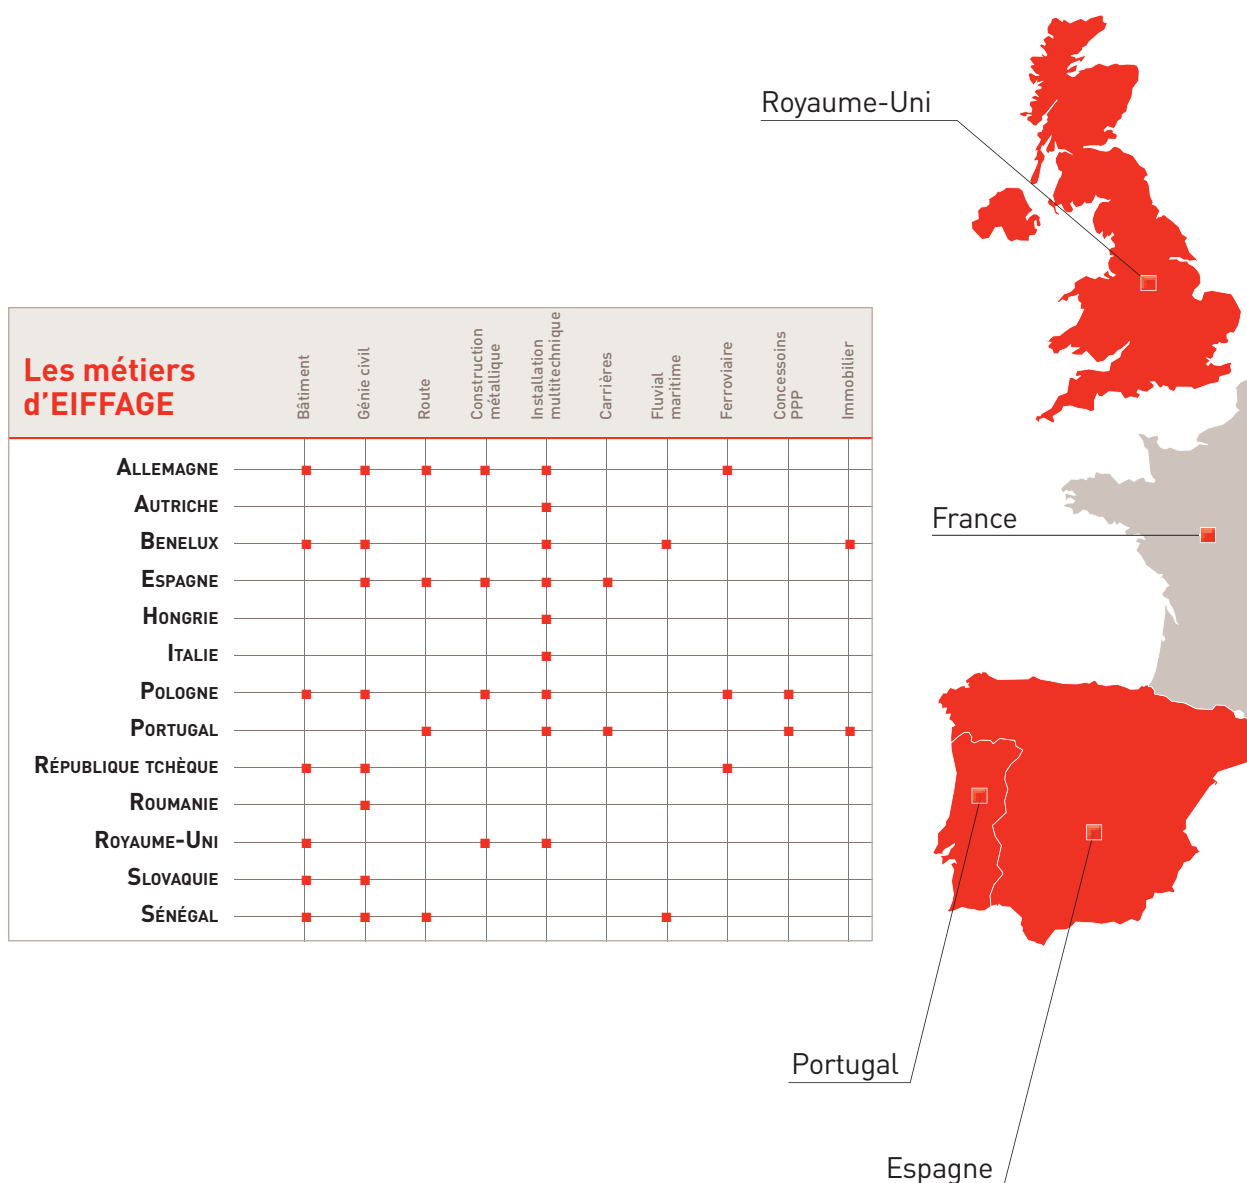 Royaume-Uni
Les métiers
d'EIFFAGE
Bâtiment
Génie civil
Route
Construction
métallique
Installation
multitechnique
Carrières
Fluvial
maritime
Ferroviaire
Concessoins
PPP
Immobilier
ALLEMAGNE
AUTRICHE
BENELUX
ESPAGNE
HONGRIE
ITALIE
POLOGNE
PORTUGAL
RÉPUBLIQUE TCHÈQUE
ROUMANIE
ROYAUME-UNI
SLOVAQUIE
SÉNÉGAL
France
Portugal
Espagne